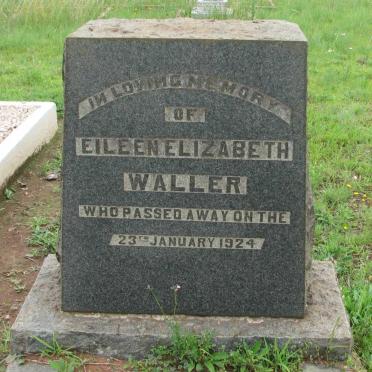 IN LOVING MEMORY
OF
EILEEN ELIZABETH
WALLER
WHO PASSED AWAY ON THE
23RD JANUARY 1924.